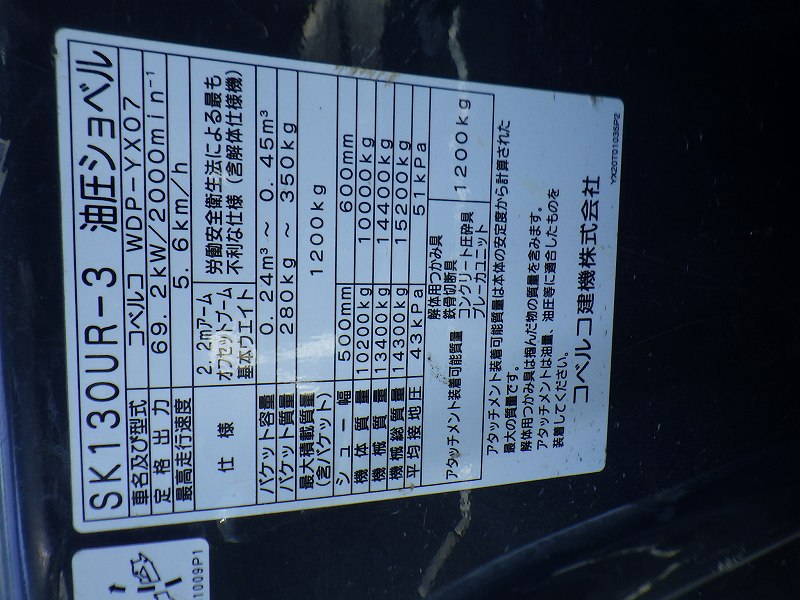 SK130UR-3 油圧ショベル
車名及び型式 コベルコ WDP-YX07
定格出力 69.2kW/2000min⁻¹
最高走行速度 5.6km/h
仕様 2.2mアーム オフセットブーム 基本ウエイト 労働安全衛生法による最も不利な仕様（含解体仕様機）
バケット容量 0.24m³ ～ 0.45m³
バケット質量 280kg ～ 350kg
最大積載質量（含バケット） 1200kg
シュー幅 500mm 600mm
機体質量 10200kg 10000kg
機械質量 13400kg 14400kg
機械総質量 14300kg 15200kg
平均接地圧 43kPa 51kPa
アタッチメント装着可能質量 解体用つかみ具 鉄骨切断具 コンクリート圧砕具 ブレーカユニット 1200kg
アタッチメント装着可能質量は本体の安定度から計算された
最大の質量です。
解体用つかみ具は掴んだ物の質量を含みます。
アタッチメントは油量、油圧等に適合したものを
装着してください。
コベルコ建機株式会社
YX20T01035P2
1009P1